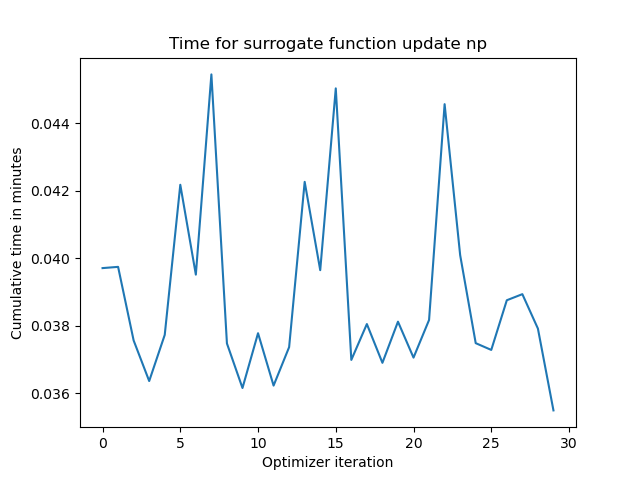 Time for surrogate function update np
Cumulative time in minutes
0.044
0.042
0.040
0.038
0.036
0 5 10 15 20 25 30
Optimizer iteration